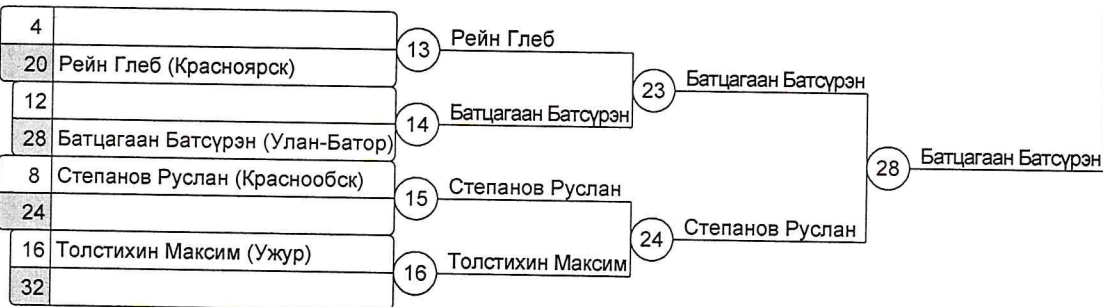 4
20 Рейн Глеб (Красноярск)
13 Рейн Глеб
12
28 Батцагаан Батсүрэн (Улан-Батор)
14 Батцагаан Батсүрэн
23 Батцагаан Батсүрэн
8 Степанов Руслан (Краснообск)
24
15 Степанов Руслан
16 Толстихин Максим (Ужур)
32
16 Толстихин Максим
24 Степанов Руслан
28 Батцагаан Батсүрэн